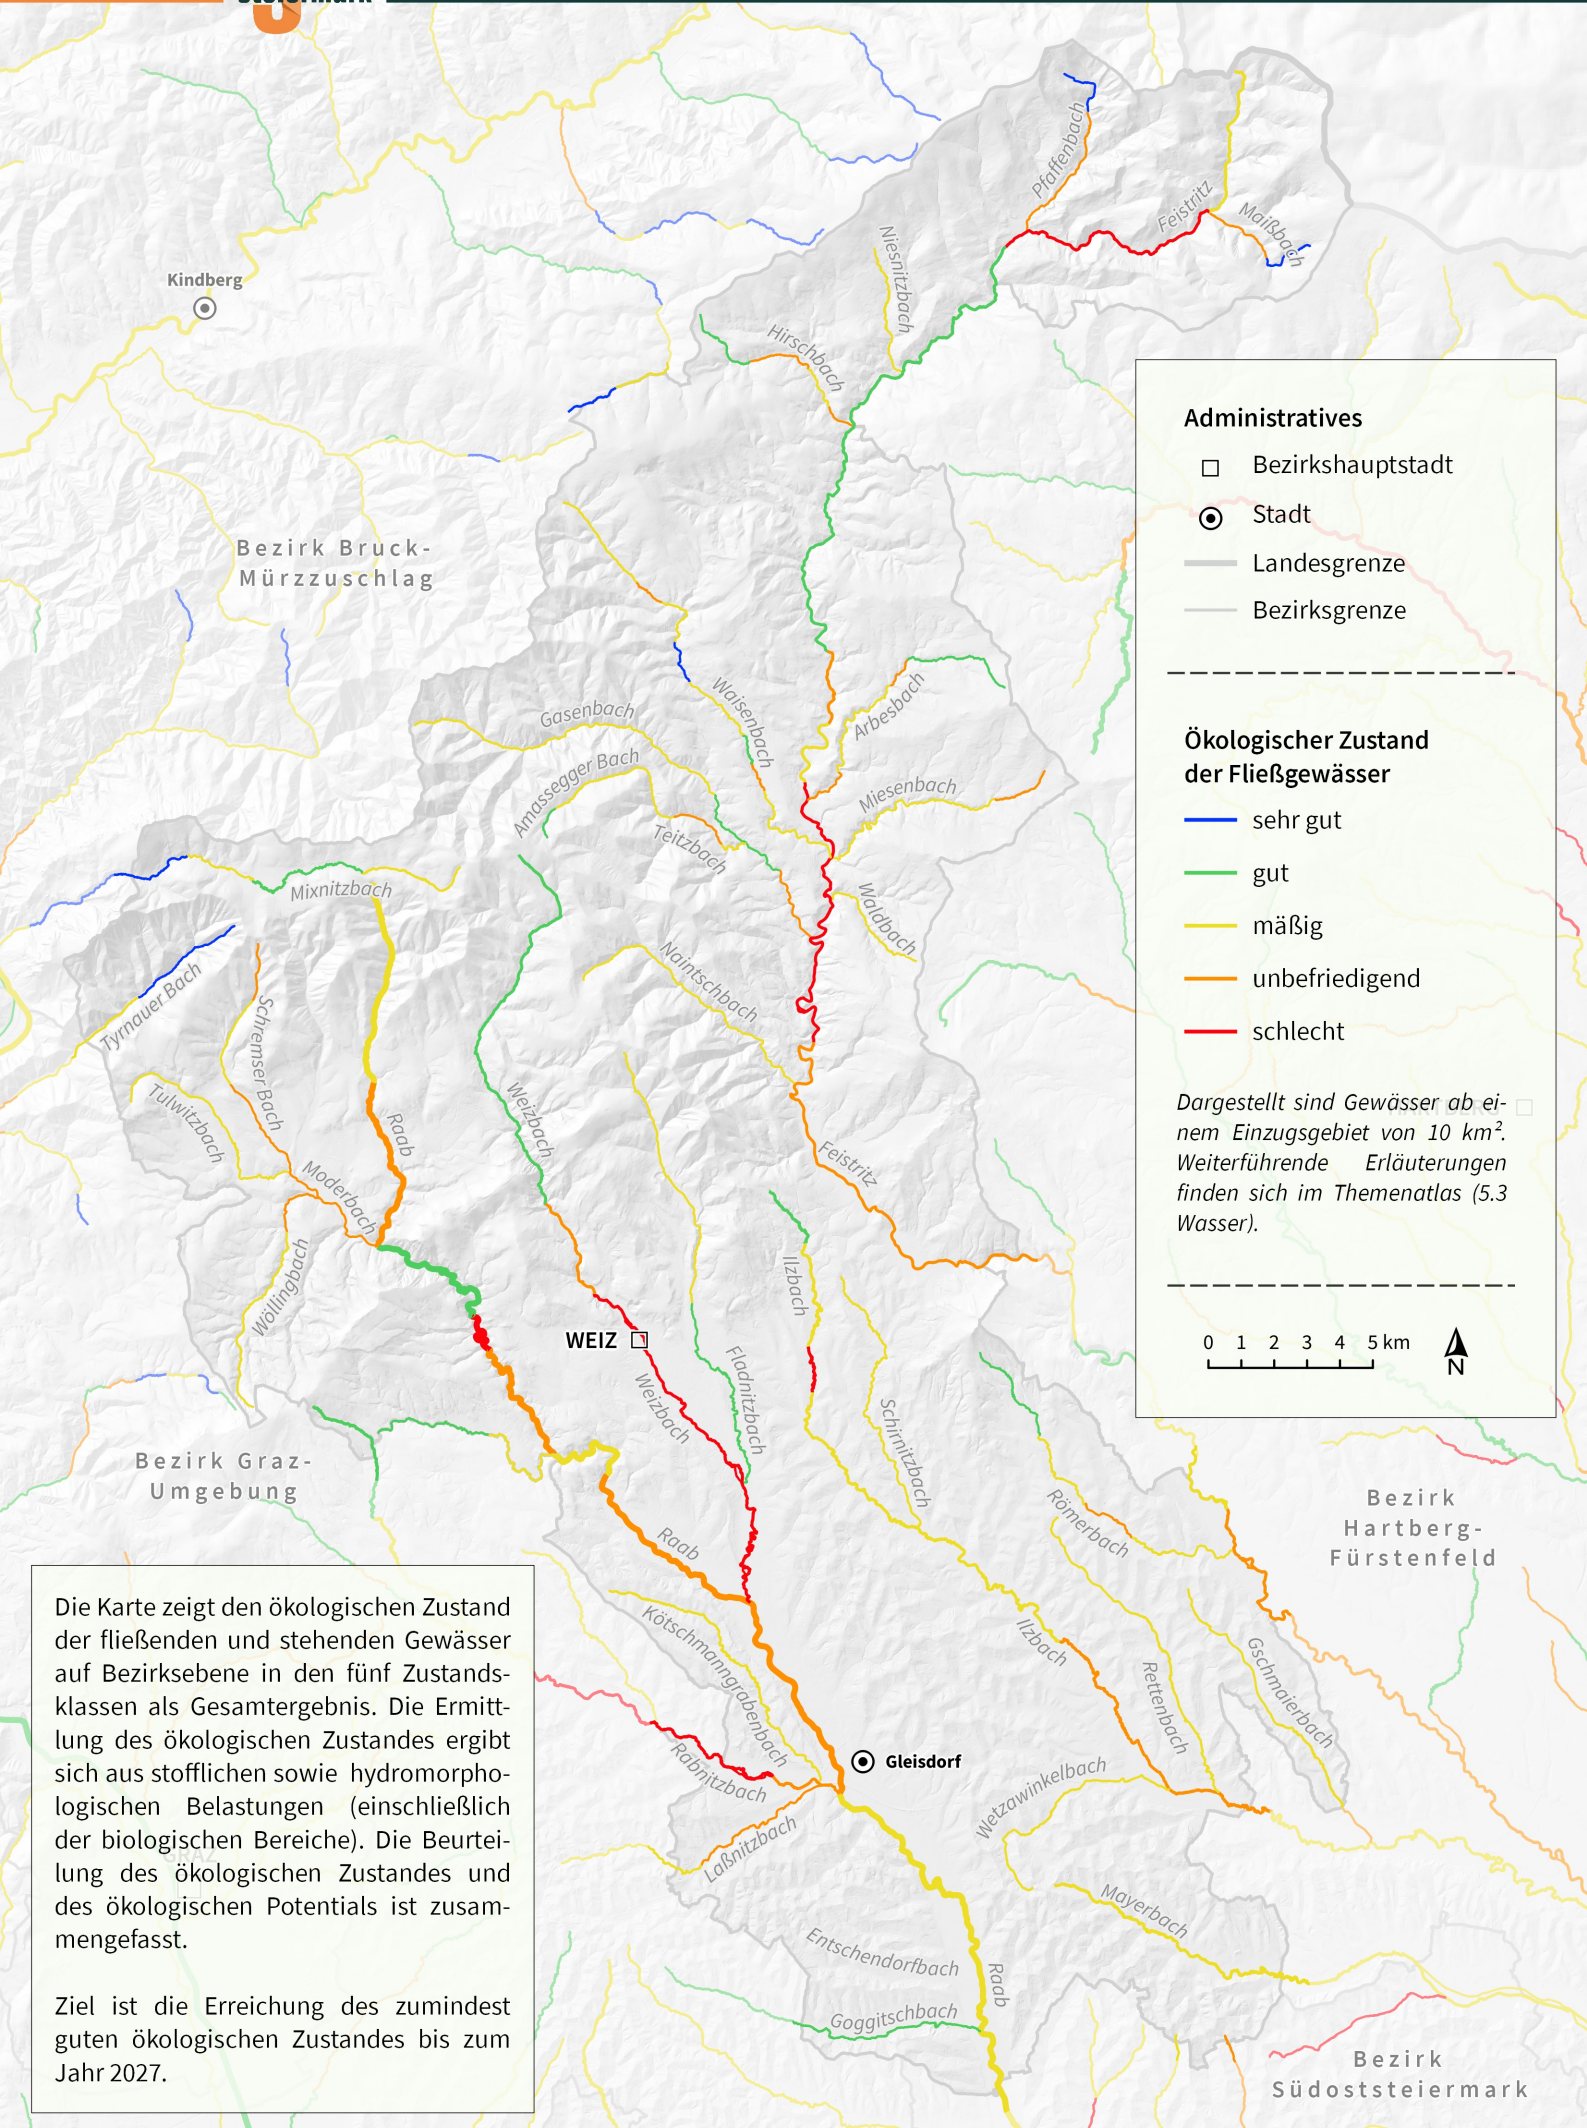 Steiermark
Pfaffenbach
Feistritz
Maißbach
Niesnitzbach
Kindberg
Hirschbach
Administratives
Bezirkshauptstadt
Stadt
Landesgrenze
Bezirksgrenze
Bezirk Bruck-
Mürzzuschlag
Ökologischer Zustand
der Fließgewässer
sehr gut
gut
mäßig
unbefriedigend
schlecht
Dargestellt sind Gewässer ab ei-
nem Einzugsgebiet von 10 km².
Weiterführende Erläuterungen
finden sich im Themenatlas (5.3
Wasser).
0 1 2 3 4 5 km
N
Waisenbach
Arbesbach
Gasenbach
Amassegger Bach
Miesenbach
Teitzbach
Mixnitzbach
Waldbach
Naintschbach
Tyrnauer Bach
Schremser Bach
Tulwitzbach
Raab
Weizbach
Moderbach
Feistritz
Wöllingbach
Ilzbach
WEIZ
Fladnitzbach
Weizbach
Schirnitzbach
Bezirk Graz-
Umgebung
Römerbach
Bezirk
Hartberg-
Fürstenfeld
Raab
Kötschmanngrabenbach
Ilzbach
Gschmaierbach
Rettenbach
Rabnitzbach
Gleisdorf
Wetzawinkelbach
Laßnitzbach
Mayerbach
Entschendorfbach
Raab
Goggitschbach
Bezirk
Südoststeiermark
GRAZ
Die Karte zeigt den ökologischen Zustand
der fließenden und stehenden Gewässer
auf Bezirksebene in den fünf Zustands-
klassen als Gesamtergebnis. Die Ermitt-
lung des ökologischen Zustandes ergibt
sich aus stofflichen sowie hydromorpho-
logischen Belastungen (einschließlich
der biologischen Bereiche). Die Beurtei-
lung des ökologischen Zustandes und
des ökologischen Potentials ist zusam-
mengefasst.
Ziel ist die Erreichung des zumindest
guten ökologischen Zustandes bis zum
Jahr 2027.